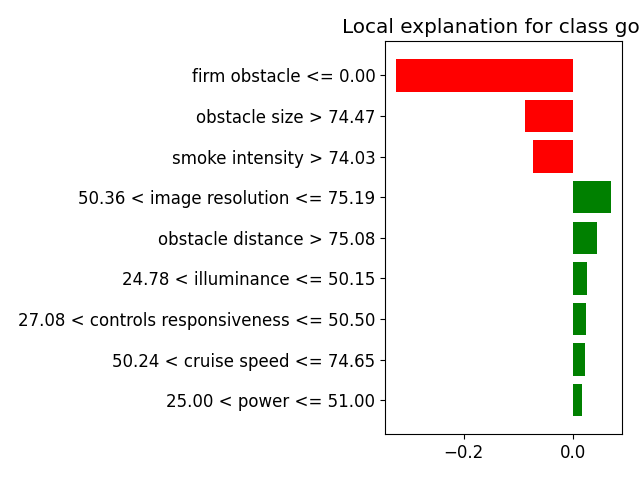 Local explanation for class go
firm obstacle <= 0.00
obstacle size > 74.47
smoke intensity > 74.03
50.36 < image resolution <= 75.19
obstacle distance > 75.08
24.78 < illuminance <= 50.15
27.08 < controls responsiveness <= 50.50
50.24 < cruise speed <= 74.65
25.00 < power <= 51.00
−0.2 0.0